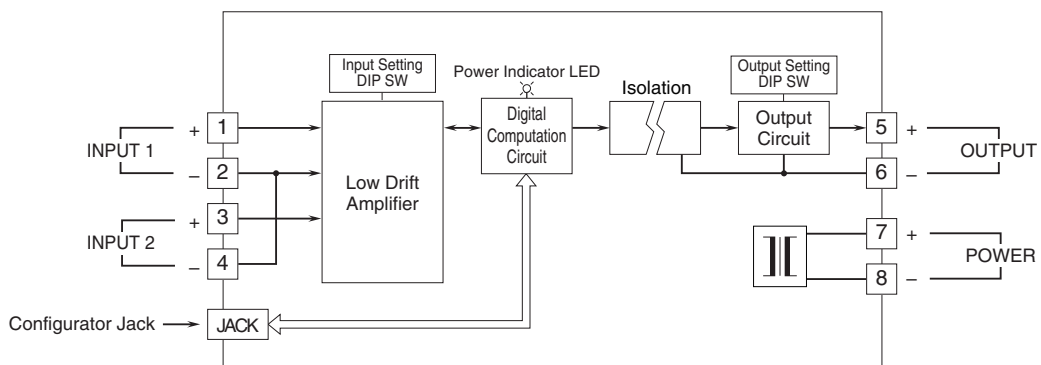 Input Setting
DIP SW
Power Indicator LED
Isolation
Output Setting
DIP SW
1
+
INPUT 1
2
–
3
+
INPUT 2
4
–
Low Drift
Amplifier
Digital
Computation
Circuit
Output
Circuit
5
+
OUTPUT
6
–
7
+
POWER
8
–
Configurator Jack
JACK